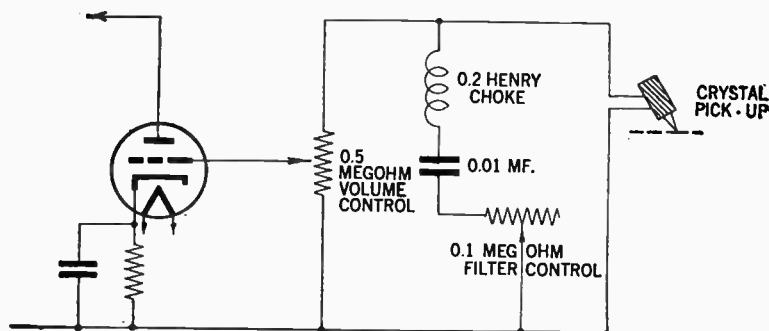 0.2 HENRY
CHOKE
CRYSTAL
PICK-UP
0.5
MEGOHM
VOLUME
CONTROL
0.01 MF.
0.1 MEG OHM
FILTER CONTROL